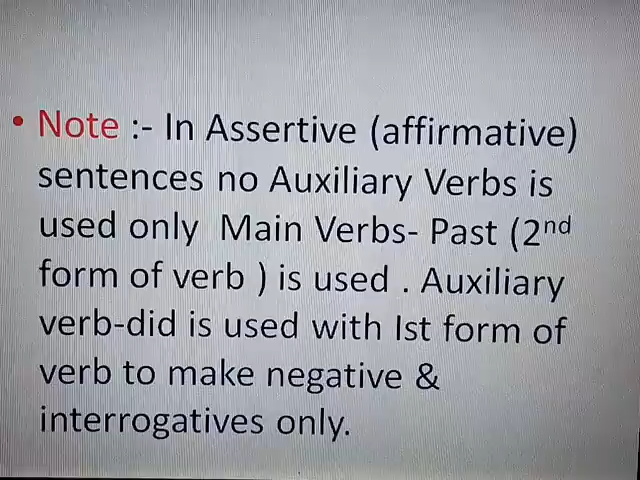 • Note :- In Assertive (affirmative)
sentences no Auxiliary Verbs is
used only Main Verbs- Past (2nd
form of verb ) is used . Auxiliary
verb-did is used with Ist form of
verb to make negative &
interrogatives only.